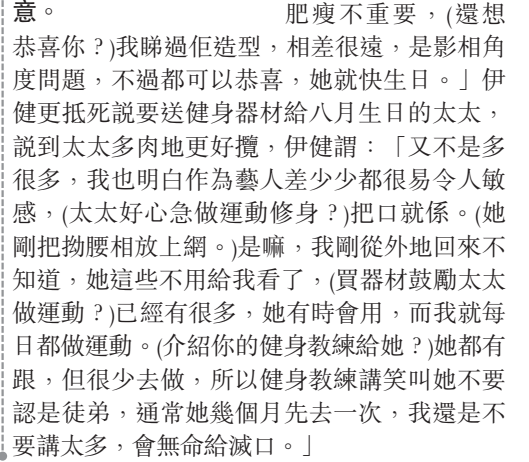 意。　　　　　　肥瘦不重要，(還想
恭喜你？)我睇過佢造型，相差很遠，是影相角
度問題，不過都可以恭喜，她就快生日。」伊
健更抵死說要送健身器材給八月生日的太太，
說到太太多肉地更好攬，伊健謂：「又不是多
很多，我也明白作為藝人差少少都很易令人敏
感，(太太好心急做運動修身？)把口就係。(她
剛把拗腰相放上網。)是嘛，我剛從外地回來不
知道，她這些不用給我看了，(買器材鼓勵太太
做運動？)已經有很多，她有時會用，而我就每
日都做運動。(介紹你的健身教練給她？)她都有
跟，但很少去做，所以健身教練講笑叫她不要
認是徒弟，通常她幾個月先去一次，我還是不
要講太多，會無命給滅口。」